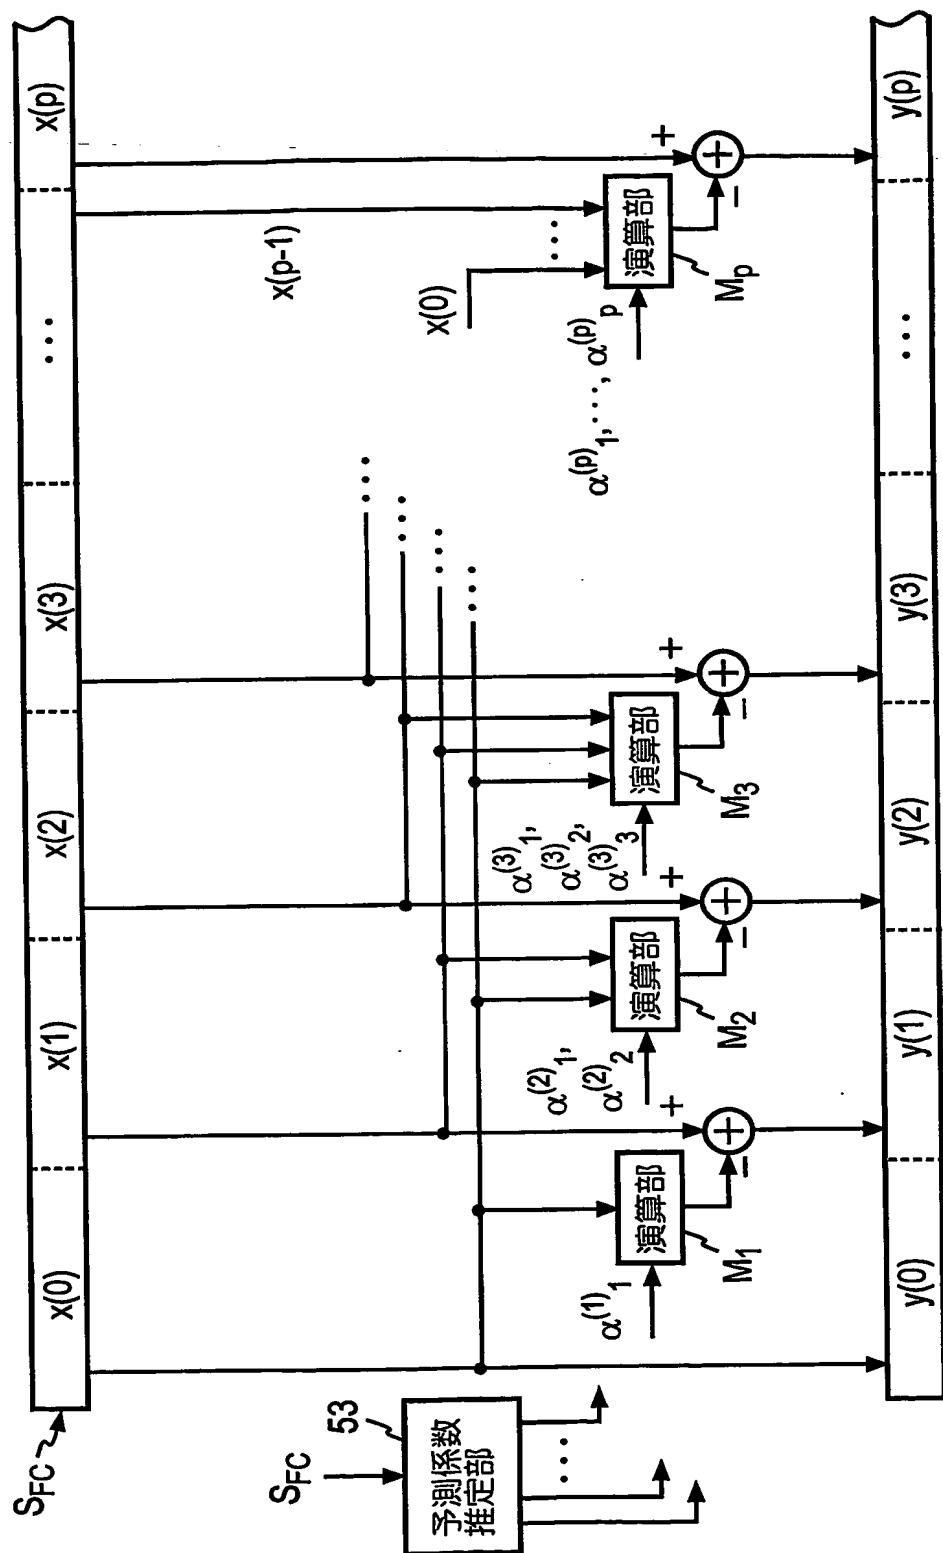 S_FC
x(0)
x(1)
x(2)
x(3)
...
x(p)
S_FC
53
予測係数
推定部
...
...
...
...
...
x(p-1)
x(0)
...
α^(1)_1
演算部
M_1
−
+
α^(2)_1,
α^(2)_2
演算部
M_2
−
+
α^(3)_1,
α^(3)_2,
α^(3)_3
演算部
M_3
−
+
α^(p)_1, ..., α^(p)_p
演算部
M_p
−
+
+
+
+
+
y(0)
y(1)
y(2)
y(3)
...
y(p)